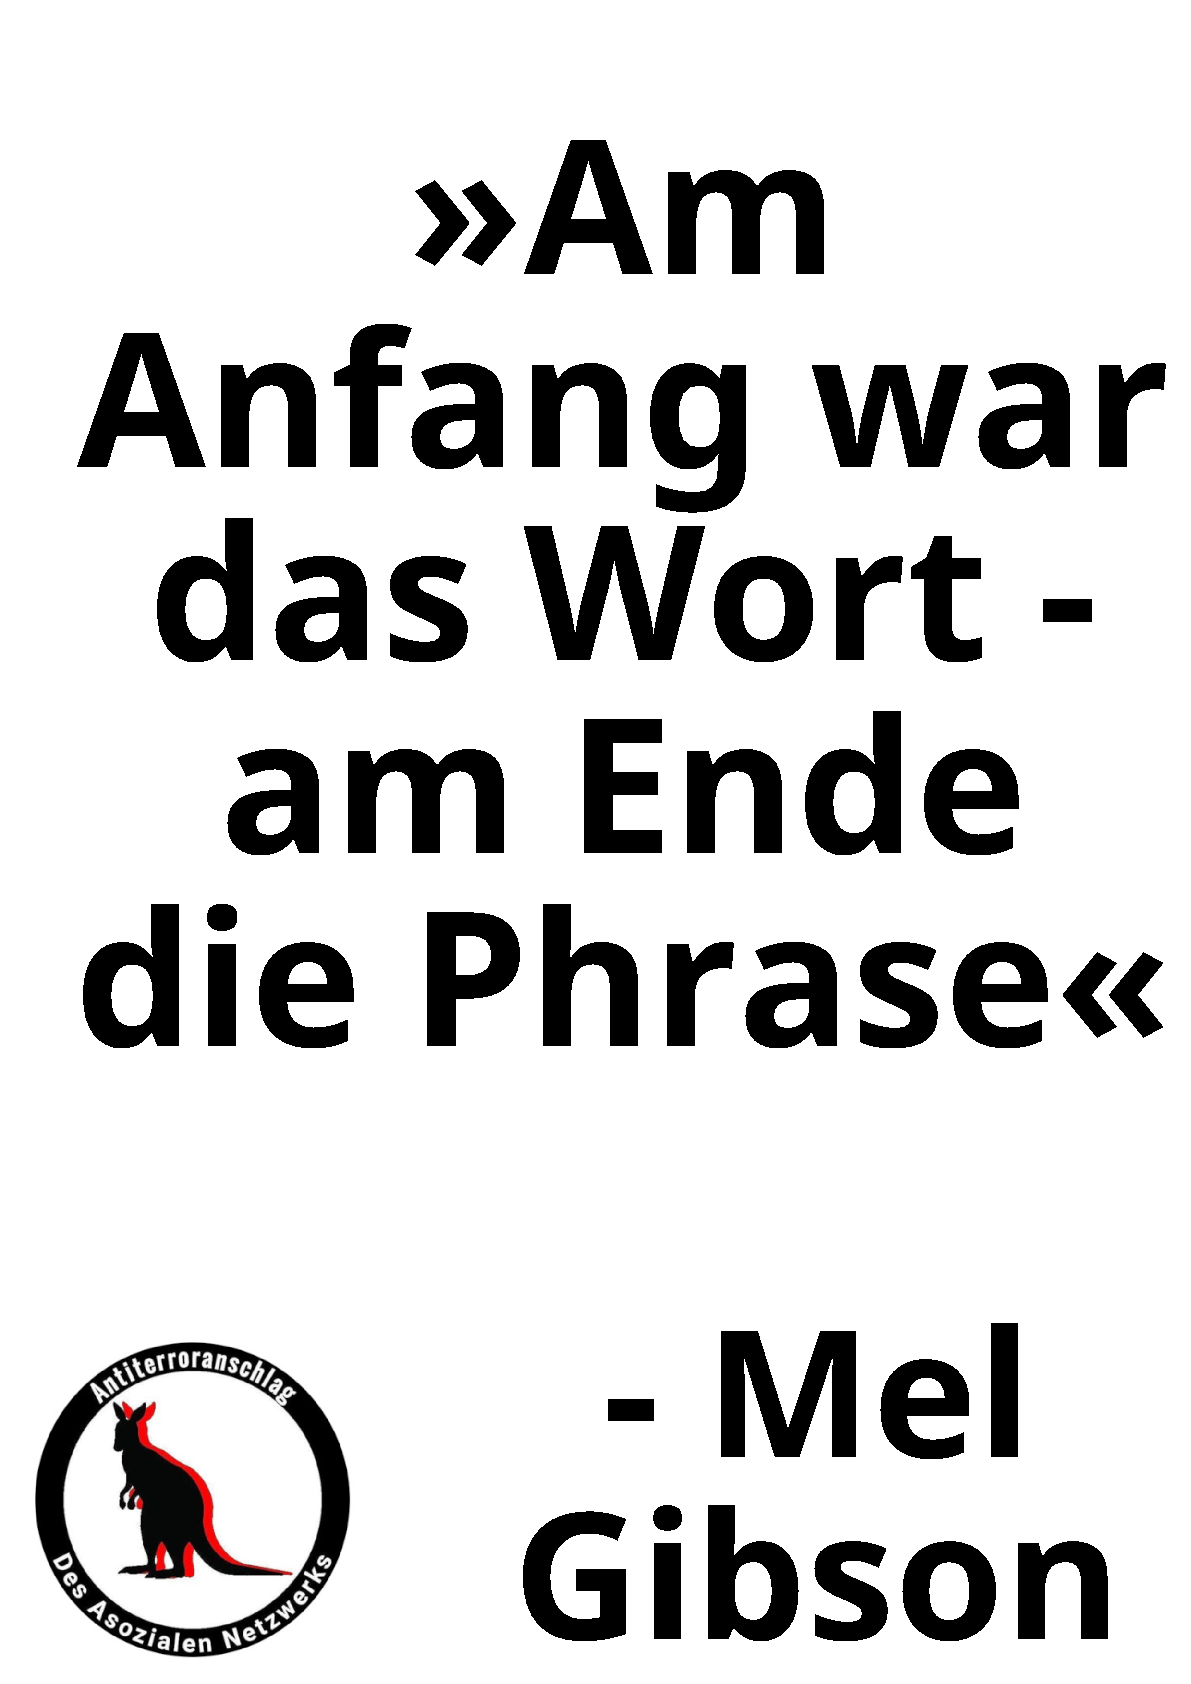 »Am
Anfang war
das Wort -
am Ende
die Phrase«
- Mel
Gibson
Antiterroranschlag
Des Asozialen Netzwerks